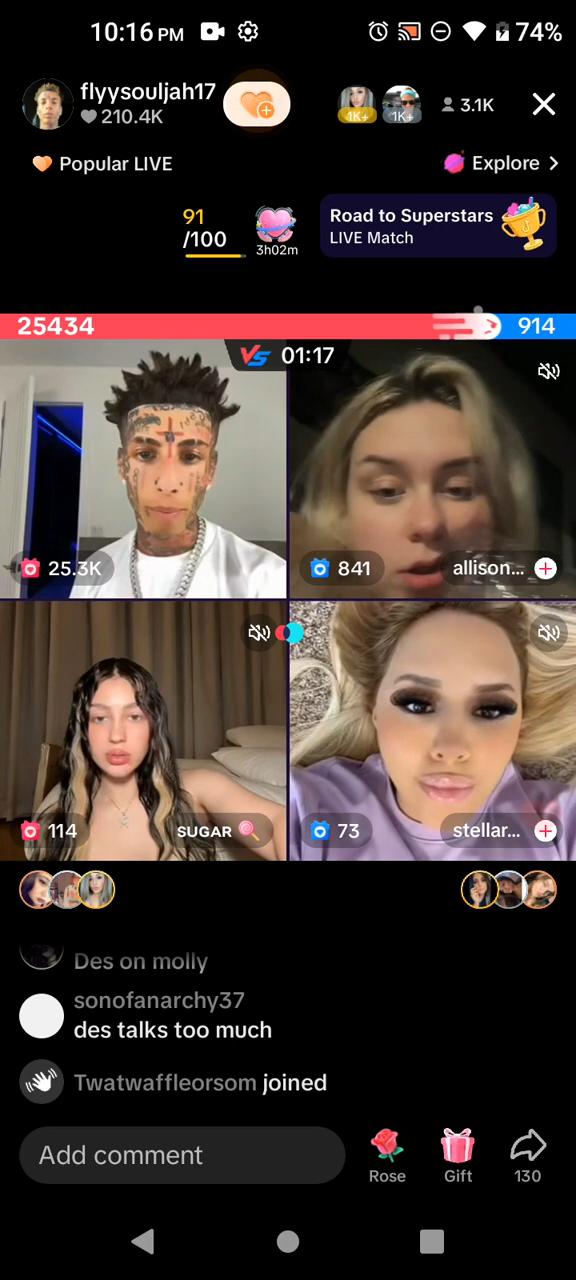 10:16 PM
74%
flyysouljah17
210.4K
1K+
1K+
3.1K
Popular LIVE
Explore >
91
/100
3h02m
Road to Superstars
LIVE Match
25434
914
VS 01:17
25.3K
841
allison...
114
SUGAR
73
stellar...
Des on molly
sonofanarchy37
des talks too much
Twatwaffleorsom joined
Add comment
Rose
Gift
130